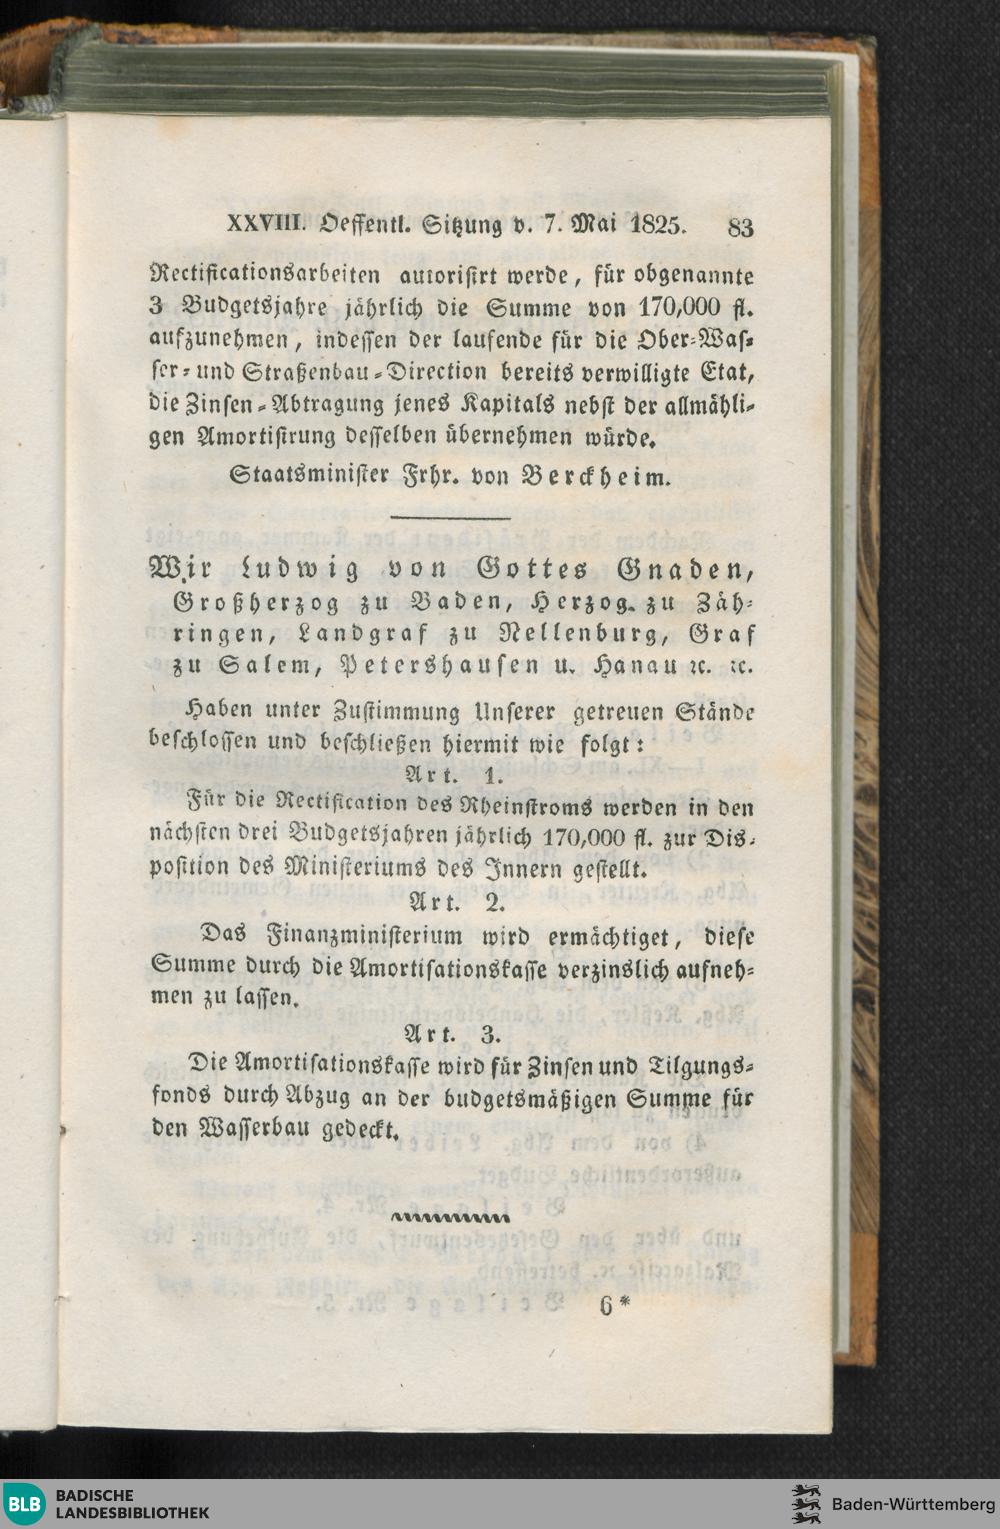 XXVIII. Oeffentl. Sitzung v. 7. Mai 1825. 83
Rectificationsarbeiten autorisirt werde, für obgenannte
3 Budgetsjahre jährlich die Summe von 170,000 fl.
aufzunehmen, indessen der laufende für die Ober-Was-
ser- und Straßenbau-Direction bereits verwilligte Etat,
die Zinsen-Abtragung jenes Kapitals nebst der allmähli-
gen Amortisirung desselben übernehmen würde.
Staatsminister Frhr. von Berckheim.
Wir Ludwig von Gottes Gnaden,
Großherzog zu Baden, Herzog zu Zäh-
ringen, Landgraf zu Nellenburg, Graf
zu Salem, Petershausen u. Hanau ꝛc. ꝛc.
Haben unter Zustimmung Unserer getreuen Stände
beschlossen und beschließen hiermit wie folgt:
Art. 1.
Für die Rectification des Rheinstroms werden in den
nächsten drei Budgetsjahren jährlich 170,000 fl. zur Dis-
position des Ministeriums des Innern gestellt.
Art. 2.
Das Finanzministerium wird ermächtiget, diese
Summe durch die Amortisationskasse verzinslich aufneh-
men zu lassen.
Art. 3.
Die Amortisationskasse wird für Zinsen und Tilgungs-
fonds durch Abzug an der budgetsmäßigen Summe für
den Wasserbau gedeckt.
6*
BLB BADISCHE
LANDESBIBLIOTHEK
Baden-Württemberg